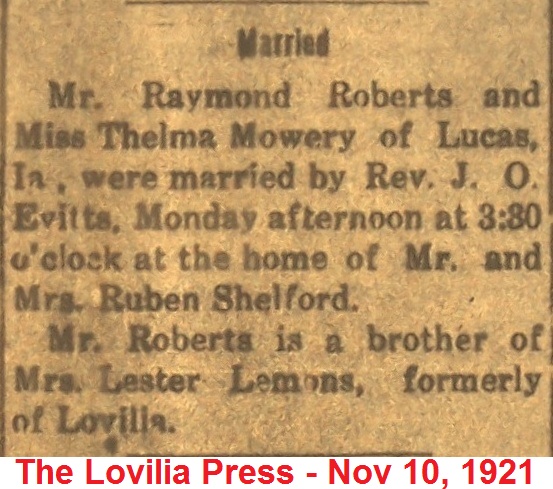 Married
Mr. Raymond Roberts and
Miss Thelma Mowery of Lucas,
Ia, were married by Rev. J. O.
Evitts, Monday afternoon at 3:30
o'clock at the home of Mr. and
Mrs. Ruben Shelford.
Mr. Roberts is a brother of
Mrs. Lester Lemons, formerly
of Lovilia.
The Lovilia Press - Nov 10, 1921